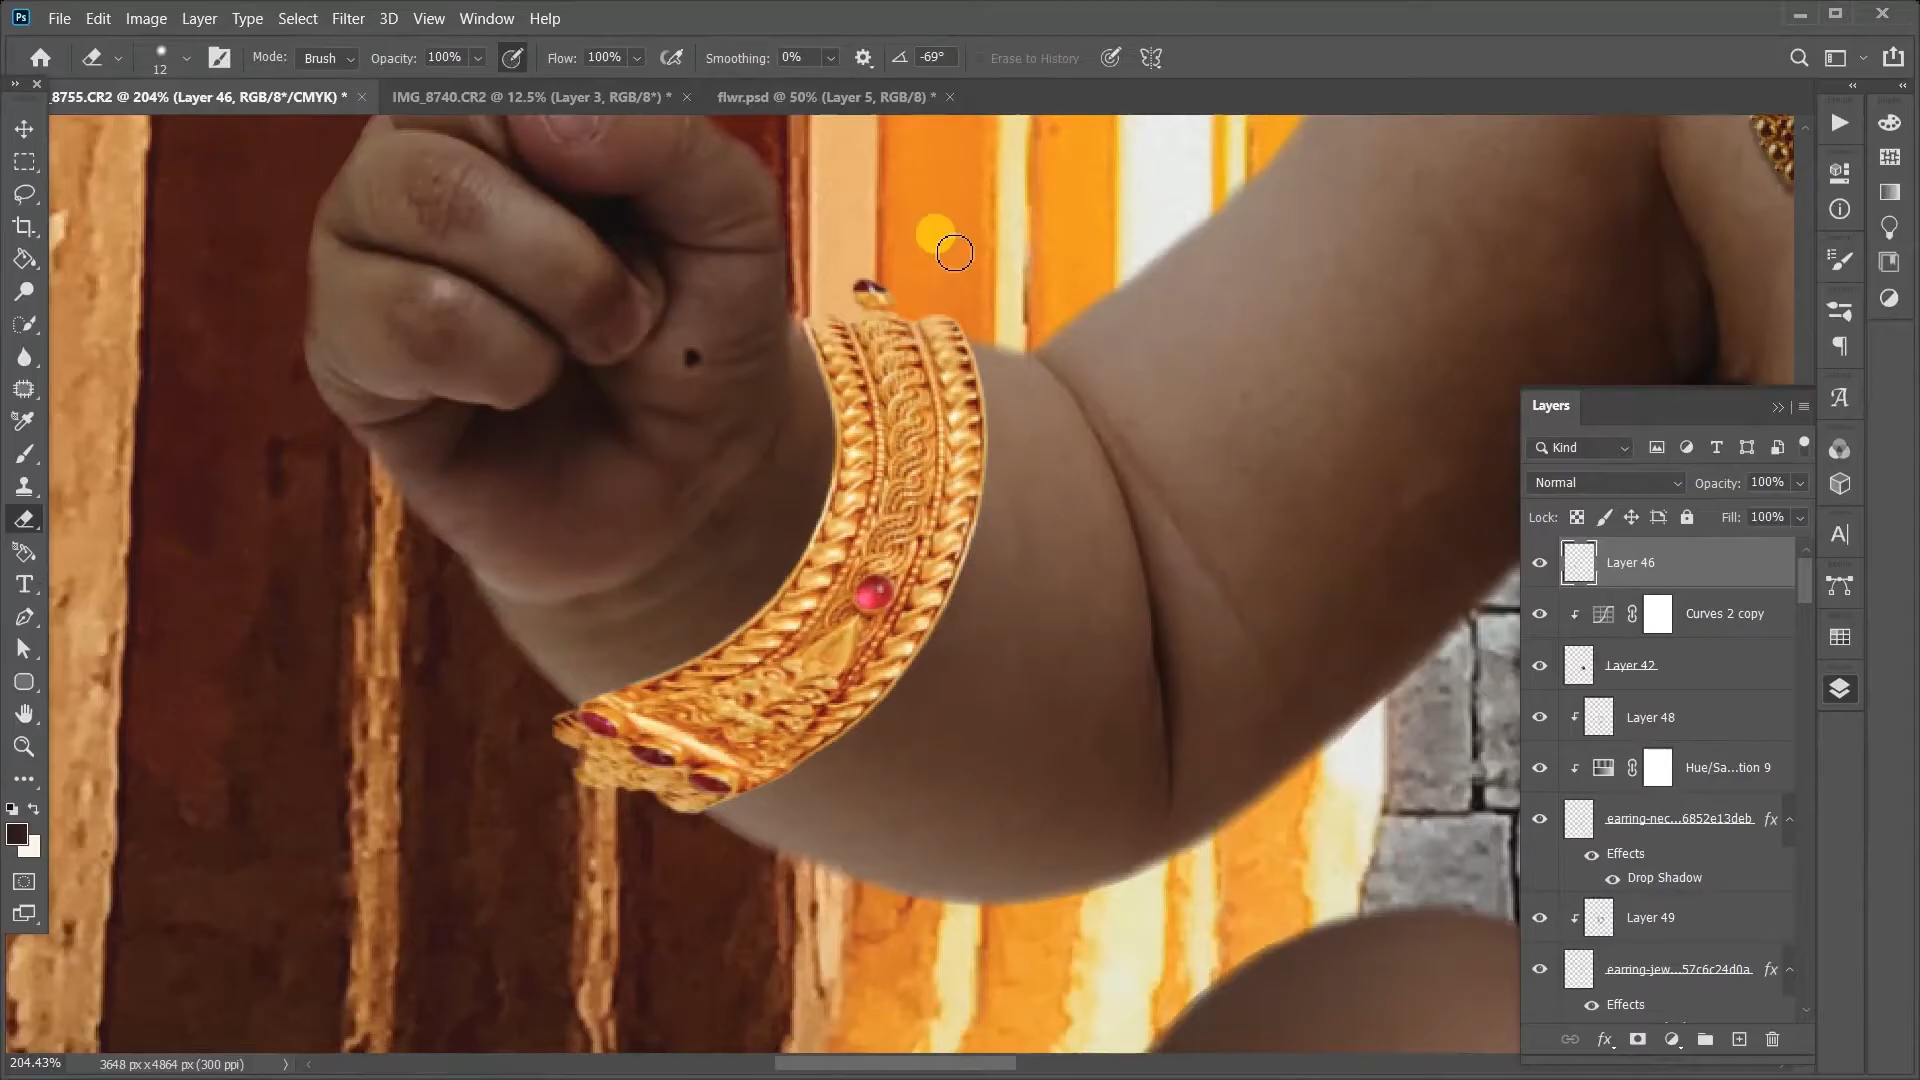 Ps File Edit Image Layer Type Select Filter 3D View Window Help
12 Mode: Brush Opacity: 100% Flow: 100% Smoothing: 0% -69° Erase to History
_8755.CR2 @ 204% (Layer 46, RGB/8*/CMYK) * IMG_8740.CR2 @ 12.5% (Layer 3, RGB/8*) * flwr.psd @ 50% (Layer 5, RGB/8) *
Layers
Kind
Normal Opacity: 100%
Lock: Fill: 100%
Layer 46
Curves 2 copy
Layer 42
Layer 48
Hue/Sa...tion 9
earring-nec...6852e13deb fx
Effects
Drop Shadow
Layer 49
earring-jew...57c6c24d0a fx
Effects
fx
204.43% 3648 px x 4864 px (300 ppi)